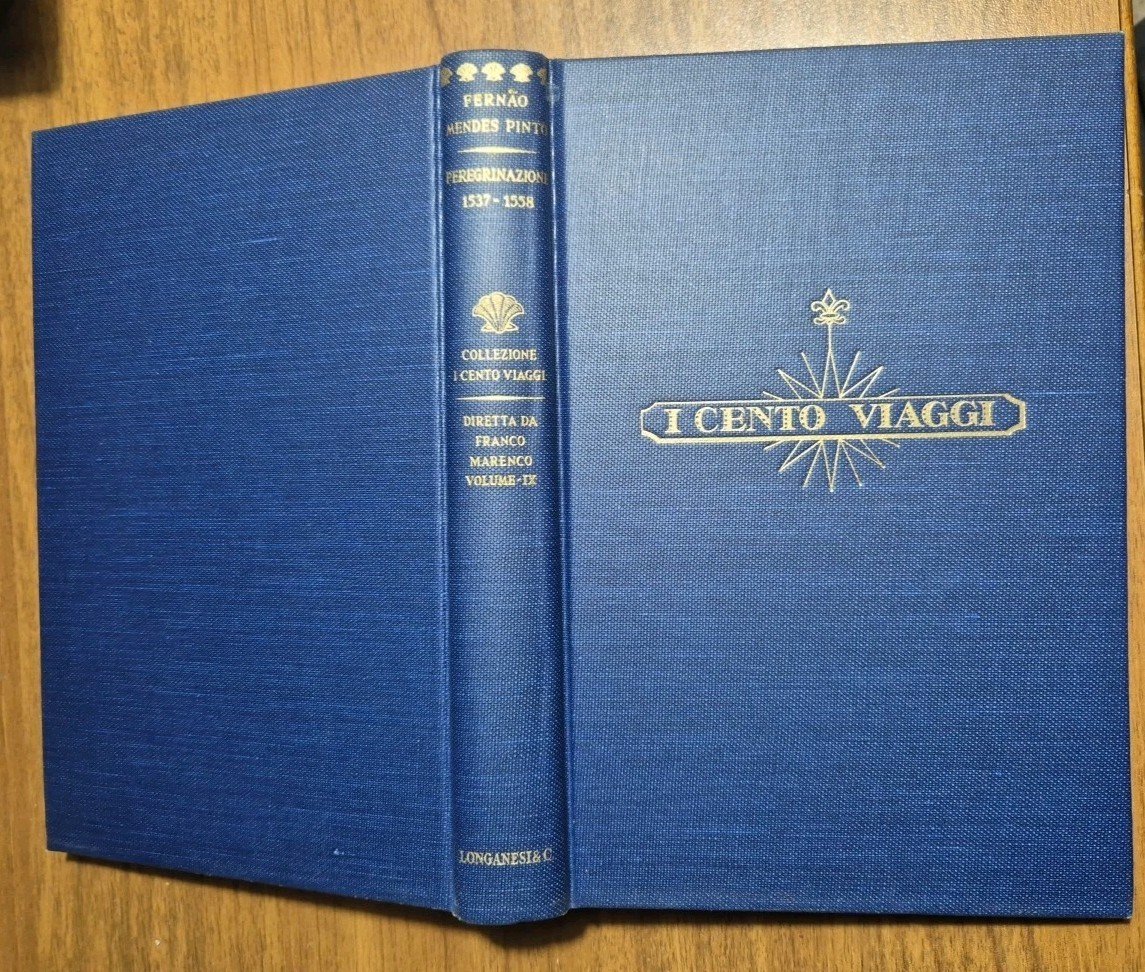 FERNÃO
MENDES PINTO
PEREGRINAZIONI
1537 - 1558
COLLEZIONE
I CENTO VIAGGI
DIRETTA DA
FRANCO
MARENCO
VOLUME-IX
LONGANESI & C.
I CENTO VIAGGI